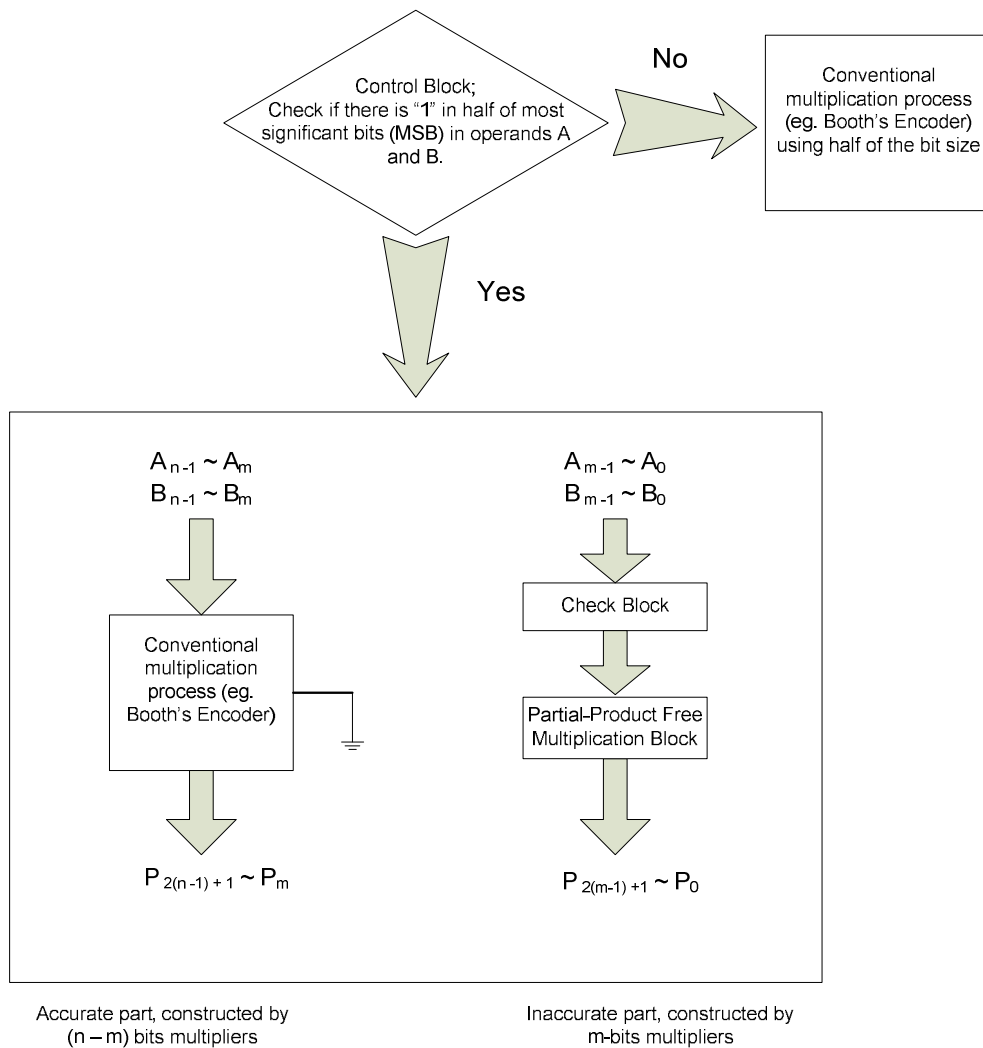 Control Block;
Check if there is “1” in half of most
significant bits (MSB) in operands A
and B.
No
Conventional
multiplication process
(eg. Booth's Encoder)
using half of the bit size
Yes
A n-1 ~ A m
B n-1 ~ B m
Conventional
multiplication
process (eg.
Booth's Encoder)
P 2(n-1) + 1 ~ P m
A m-1 ~ A 0
B m-1 ~ B 0
Check Block
Partial-Product Free
Multiplication Block
P 2(m-1) +1 ~ P 0
Accurate part, constructed by
(n – m) bits multipliers
Inaccurate part, constructed by
m-bits multipliers